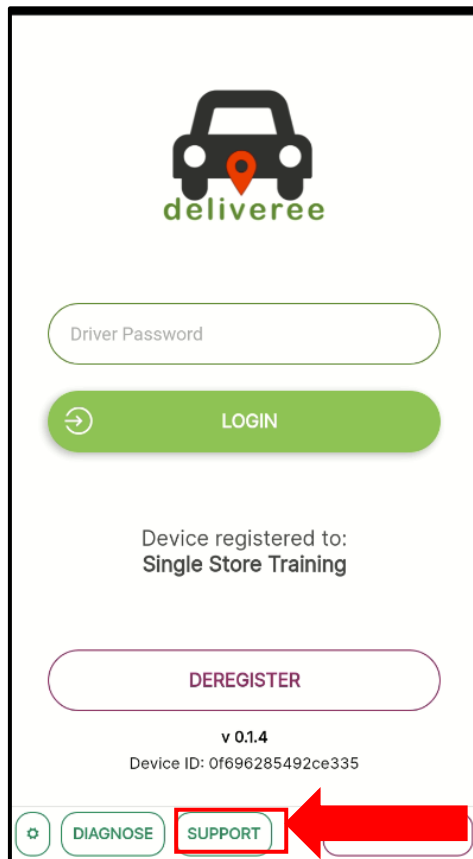 deliveree
Driver Password
LOGIN
Device registered to:
Single Store Training
DEREGISTER
v 0.1.4
Device ID: 0f696285492ce335
DIAGNOSE SUPPORT